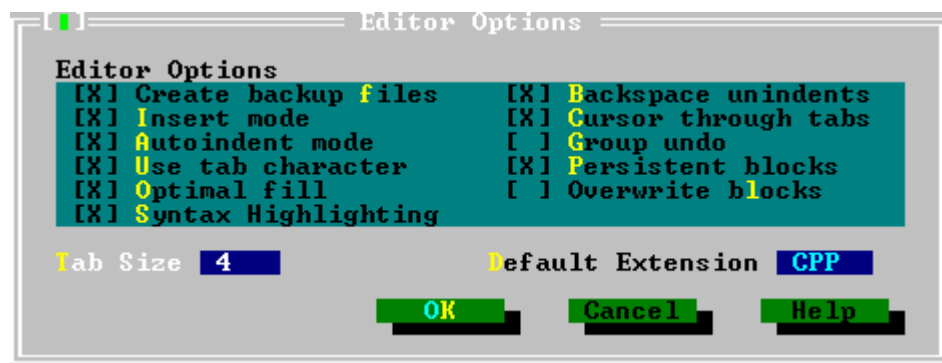 [▮] Editor Options
Editor Options
[X] Create backup files [X] Backspace unindents
[X] Insert mode [X] Cursor through tabs
[X] Autoindent mode [ ] Group undo
[X] Use tab character [X] Persistent blocks
[X] Optimal fill [ ] Overwrite blocks
[X] Syntax Highlighting
Tab Size 4 Default Extension CPP
OK Cancel Help